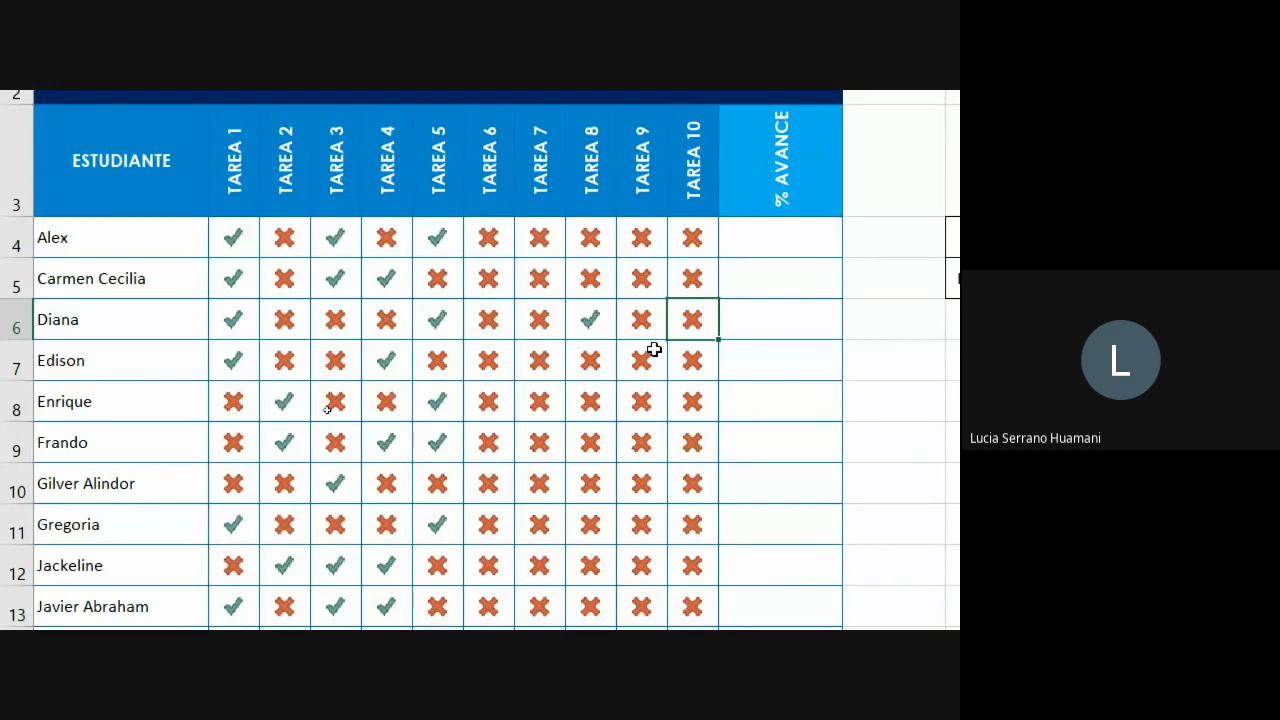 2
3
ESTUDIANTE TAREA 1 TAREA 2 TAREA 3 TAREA 4 TAREA 5 TAREA 6 TAREA 7 TAREA 8 TAREA 9 TAREA 10 % AVANCE
4 Alex
5 Carmen Cecilia
6 Diana
7 Edison
8 Enrique
9 Frando
10 Gilver Alindor
11 Gregoria
12 Jackeline
13 Javier Abraham
L
Lucia Serrano Huamani